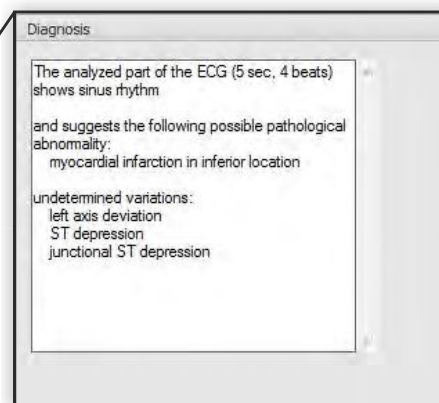 Diagnosis
The analyzed part of the ECG (5 sec, 4 beats)
shows sinus rhythm
and suggests the following possible pathological
abnormality:
myocardial infarction in inferior location
undetermined variations:
left axis deviation
ST depression
junctional ST depression